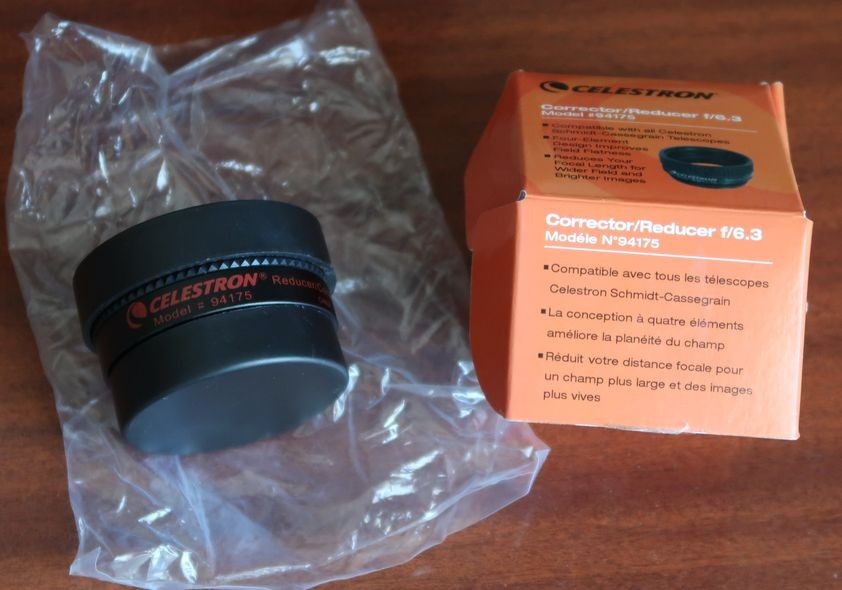 CELESTRON® Reducer/Co
Model = 94175
CELESTRON
Corrector/Reducer f/6.3
Model #94175
▪ Compatible with all Celestron
Schmidt-Cassegrain Telescopes
▪ Four-Element
Design Improves
Field Flatness
▪ Reduces Your
Focal Length for
Wider Field and
Brighter Images
CELESTRON
Corrector/Reducer f/6.3
Modéle N°94175
▪ Compatible avec tous les télescopes
Celestron Schmidt-Cassegrain
▪ La conception à quatre éléments
améliore la planéité du champ
▪ Réduit votre distance focale pour
un champ plus large et des images
plus vives